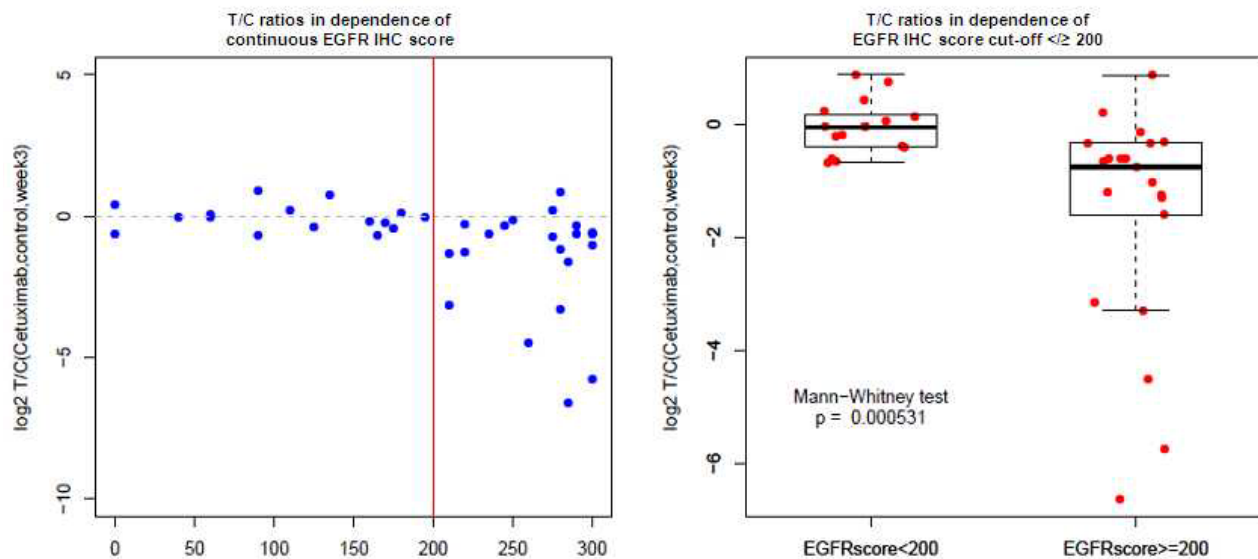 T/C ratios in dependence of
continuous EGFR IHC score
log2 T/C(Cetuximab,control,week3)
5
0
−5
−10
0 50 100 150 200 250 300
T/C ratios in dependence of
EGFR IHC score cut-off </≥ 200
log2 T/C(Cetuximab,control,week3)
0
−2
−4
−6
Mann−Whitney test
p = 0.000531
EGFRscore<200 EGFRscore>=200